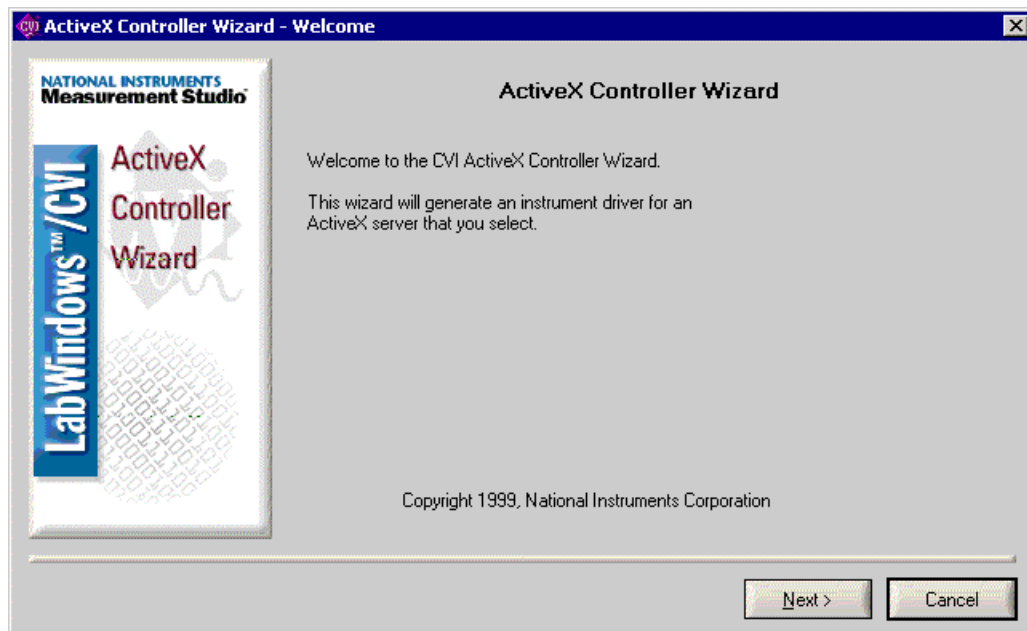 CVI ActiveX Controller Wizard - Welcome
NATIONAL INSTRUMENTS
Measurement Studio
LabWindows™/CVI
ActiveX
Controller
Wizard
ActiveX Controller Wizard
Welcome to the CVI ActiveX Controller Wizard.
This wizard will generate an instrument driver for an
ActiveX server that you select.
Copyright 1999, National Instruments Corporation
Next >
Cancel